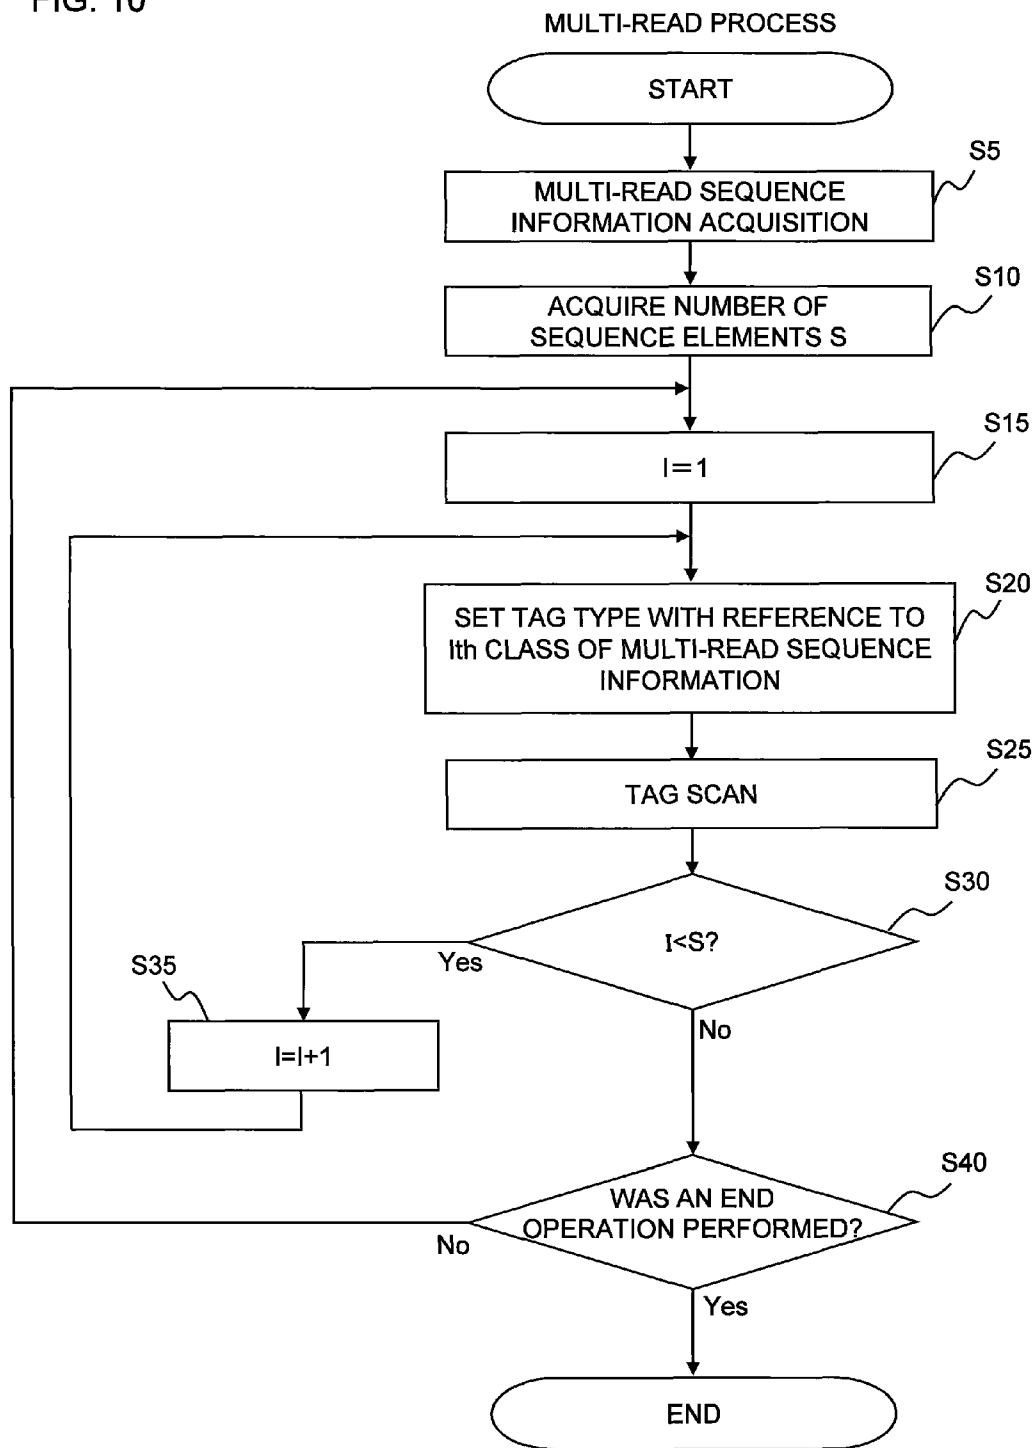 FIG. 10
MULTI-READ PROCESS
START
S5
MULTI-READ SEQUENCE
INFORMATION ACQUISITION
S10
ACQUIRE NUMBER OF
SEQUENCE ELEMENTS S
S15
I=1
S20
SET TAG TYPE WITH REFERENCE TO
Ith CLASS OF MULTI-READ SEQUENCE
INFORMATION
S25
TAG SCAN
S30
I<S?
Yes
S35
No
I=I+1
S40
WAS AN END
OPERATION PERFORMED?
No
Yes
END